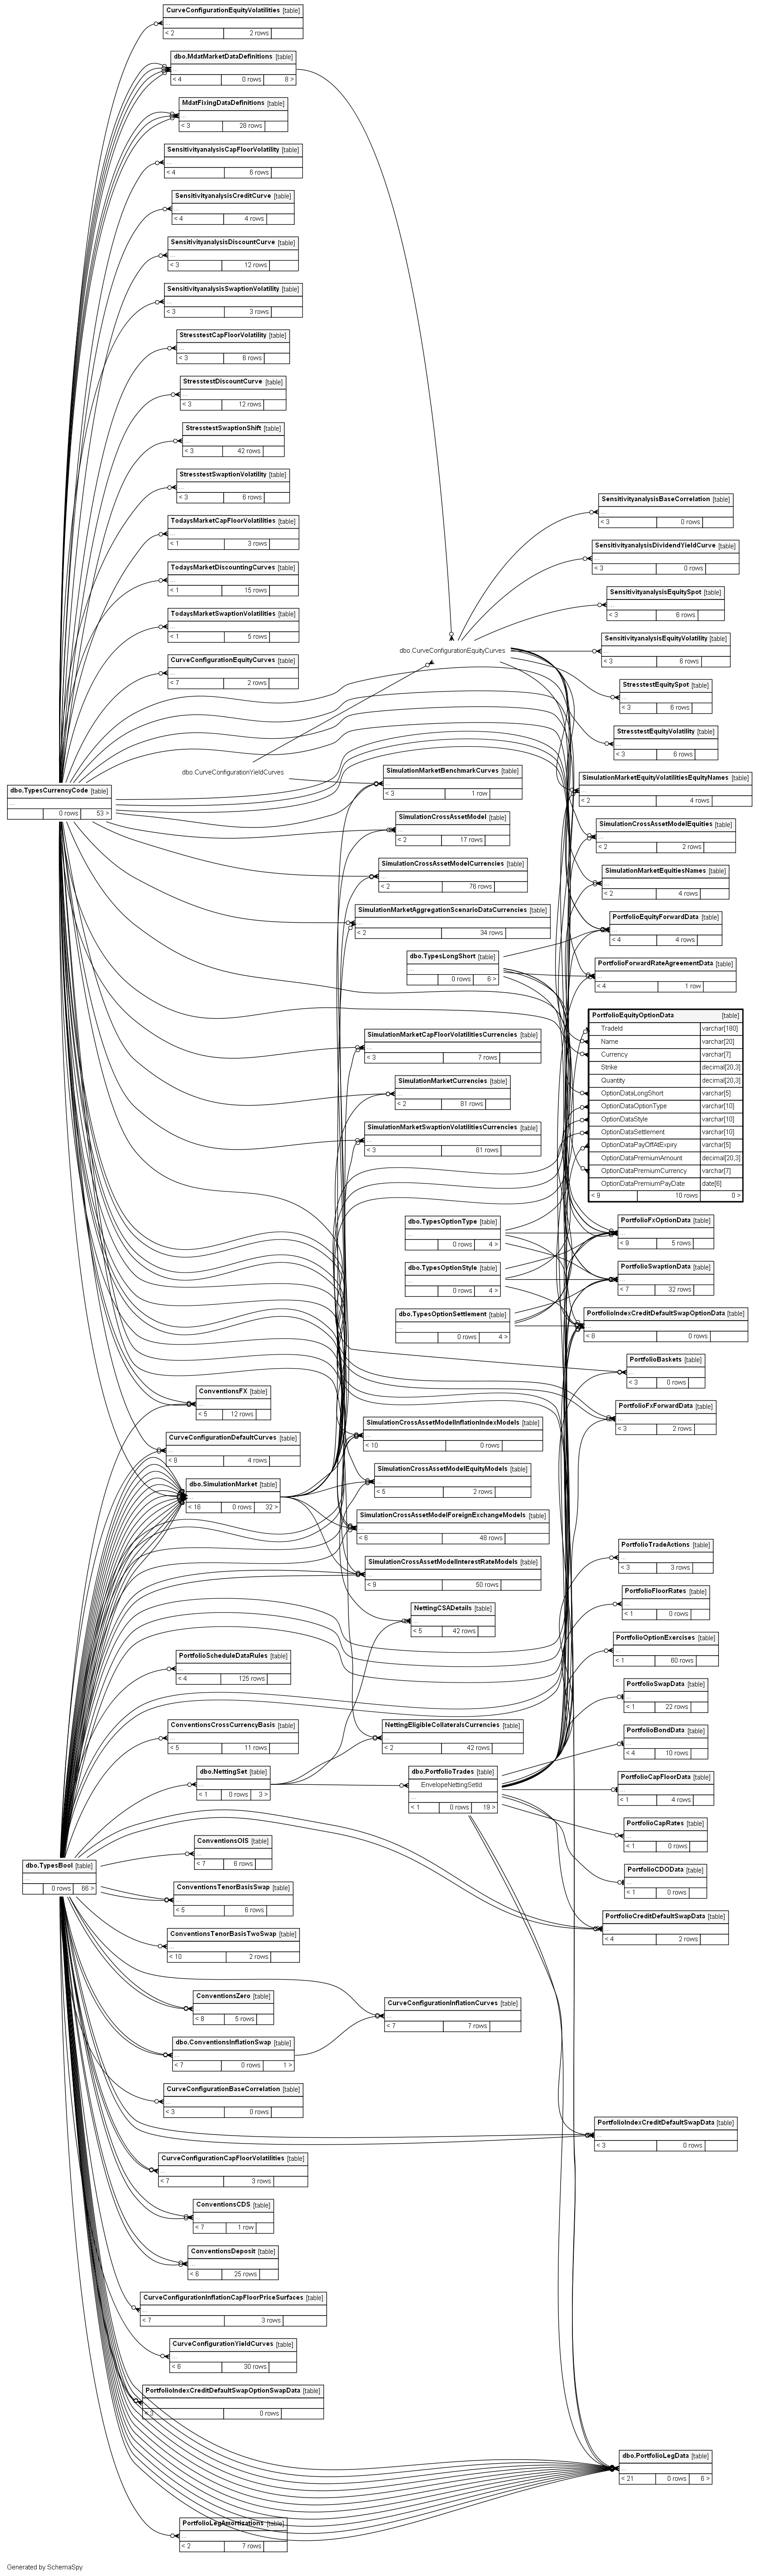 CurveConfigurationEquityVolatilities [table]
...
< 2 2 rows
dbo.MdatMarketDataDefinitions [table]
...
< 4 0 rows 8 >
MdatFixingDataDefinitions [table]
...
< 3 28 rows
SensitivityanalysisCapFloorVolatility [table]
...
< 4 6 rows
SensitivityanalysisCreditCurve [table]
...
< 4 4 rows
SensitivityanalysisDiscountCurve [table]
...
< 3 12 rows
SensitivityanalysisSwaptionVolatility [table]
...
< 3 3 rows
StresstestCapFloorVolatility [table]
...
< 3 6 rows
StresstestDiscountCurve [table]
...
< 3 12 rows
StresstestSwaptionShift [table]
...
< 3 42 rows
StresstestSwaptionVolatility [table]
...
< 3 6 rows
TodaysMarketCapFloorVolatilities [table]
...
< 1 3 rows
TodaysMarketDiscountingCurves [table]
...
< 1 15 rows
TodaysMarketSwaptionVolatilities [table]
...
< 1 5 rows
CurveConfigurationEquityCurves [table]
...
< 7 2 rows
dbo.TypesCurrencyCode [table]
...
0 rows 53 >
dbo.CurveConfigurationEquityCurves
dbo.CurveConfigurationYieldCurves
SensitivityanalysisBaseCorrelation [table]
...
< 3 0 rows
SensitivityanalysisDividendYieldCurve [table]
...
< 3 0 rows
SensitivityanalysisEquitySpot [table]
...
< 3 6 rows
SensitivityanalysisEquityVolatility [table]
...
< 3 6 rows
StresstestEquitySpot [table]
...
< 3 6 rows
StresstestEquityVolatility [table]
...
< 3 6 rows
SimulationMarketEquityVolatilitiesEquityNames [table]
...
< 2 4 rows
SimulationCrossAssetModelEquities [table]
...
< 2 2 rows
SimulationMarketEquitiesNames [table]
...
< 2 4 rows
PortfolioEquityForwardData [table]
...
< 4 4 rows
PortfolioForwardRateAgreementData [table]
...
< 4 1 row
SimulationMarketBenchmarkCurves [table]
...
< 3 1 row
SimulationCrossAssetModel [table]
...
< 2 17 rows
SimulationCrossAssetModelCurrencies [table]
...
< 2 76 rows
SimulationMarketAggregationScenarioDataCurrencies [table]
...
< 2 34 rows
dbo.TypesLongShort [table]
...
0 rows 6 >
SimulationMarketCapFloorVolatilitiesCurrencies [table]
...
< 3 7 rows
SimulationMarketCurrencies [table]
...
< 2 81 rows
SimulationMarketSwaptionVolatilitiesCurrencies [table]
...
< 3 81 rows
PortfolioEquityOptionData [table]
TradeId varchar[180]
Name varchar[20]
Currency varchar[7]
Strike decimal[20,3]
Quantity decimal[20,3]
OptionDataLongShort varchar[5]
OptionDataOptionType varchar[10]
OptionDataStyle varchar[10]
OptionDataSettlement varchar[10]
OptionDataPayOffAtExpiry varchar[5]
OptionDataPremiumAmount decimal[20,3]
OptionDataPremiumCurrency varchar[7]
OptionDataPremiumPayDate date[6]
< 9 10 rows 0 >
dbo.TypesOptionType [table]
...
0 rows 4 >
dbo.TypesOptionStyle [table]
...
0 rows 4 >
dbo.TypesOptionSettlement [table]
...
0 rows 4 >
PortfolioFxOptionData [table]
...
< 9 5 rows
PortfolioSwaptionData [table]
...
< 7 32 rows
PortfolioIndexCreditDefaultSwapOptionData [table]
...
< 8 0 rows
PortfolioBaskets [table]
...
< 3 0 rows
PortfolioFxForwardData [table]
...
< 3 2 rows
ConventionsFX [table]
...
< 5 12 rows
CurveConfigurationDefaultCurves [table]
...
< 8 4 rows
dbo.SimulationMarket [table]
...
< 16 0 rows 32 >
SimulationCrossAssetModelInflationIndexModels [table]
...
< 10 0 rows
SimulationCrossAssetModelEquityModels [table]
...
< 5 2 rows
SimulationCrossAssetModelForeignExchangeModels [table]
...
< 6 48 rows
SimulationCrossAssetModelInterestRateModels [table]
...
< 9 50 rows
NettingCSADetails [table]
...
< 5 42 rows
PortfolioTradeActions [table]
...
< 3 3 rows
PortfolioFloorRates [table]
...
< 1 0 rows
PortfolioOptionExercises [table]
...
< 1 60 rows
PortfolioSwapData [table]
...
< 1 22 rows
PortfolioBondData [table]
...
< 4 10 rows
PortfolioCapFloorData [table]
...
< 1 4 rows
PortfolioCapRates [table]
...
< 1 0 rows
PortfolioCDOData [table]
...
< 1 0 rows
PortfolioCreditDefaultSwapData [table]
...
< 4 2 rows
PortfolioScheduleDataRules [table]
...
< 4 125 rows
ConventionsCrossCurrencyBasis [table]
...
< 5 11 rows
NettingEligibleCollateralsCurrencies [table]
...
< 2 42 rows
dbo.NettingSet [table]
...
< 1 0 rows 3 >
dbo.PortfolioTrades [table]
EnvelopeNettingSetId
...
< 1 0 rows 19 >
dbo.TypesBool [table]
...
0 rows 66 >
ConventionsOIS [table]
...
< 7 6 rows
ConventionsTenorBasisSwap [table]
...
< 5 6 rows
ConventionsTenorBasisTwoSwap [table]
...
< 10 2 rows
ConventionsZero [table]
...
< 8 5 rows
CurveConfigurationInflationCurves [table]
...
< 7 7 rows
dbo.ConventionsInflationSwap [table]
...
< 7 0 rows 1 >
CurveConfigurationBaseCorrelation [table]
...
< 3 0 rows
PortfolioIndexCreditDefaultSwapData [table]
...
< 3 0 rows
CurveConfigurationCapFloorVolatilities [table]
...
< 7 3 rows
ConventionsCDS [table]
...
< 7 1 row
ConventionsDeposit [table]
...
< 6 25 rows
CurveConfigurationInflationCapFloorPriceSurfaces [table]
...
< 7 3 rows
CurveConfigurationYieldCurves [table]
...
< 6 30 rows
PortfolioIndexCreditDefaultSwapOptionSwapData [table]
...
< 3 0 rows
dbo.PortfolioLegData [table]
...
< 21 0 rows 6 >
PortfolioLegAmortizations [table]
...
< 2 7 rows
Generated by SchemaSpy